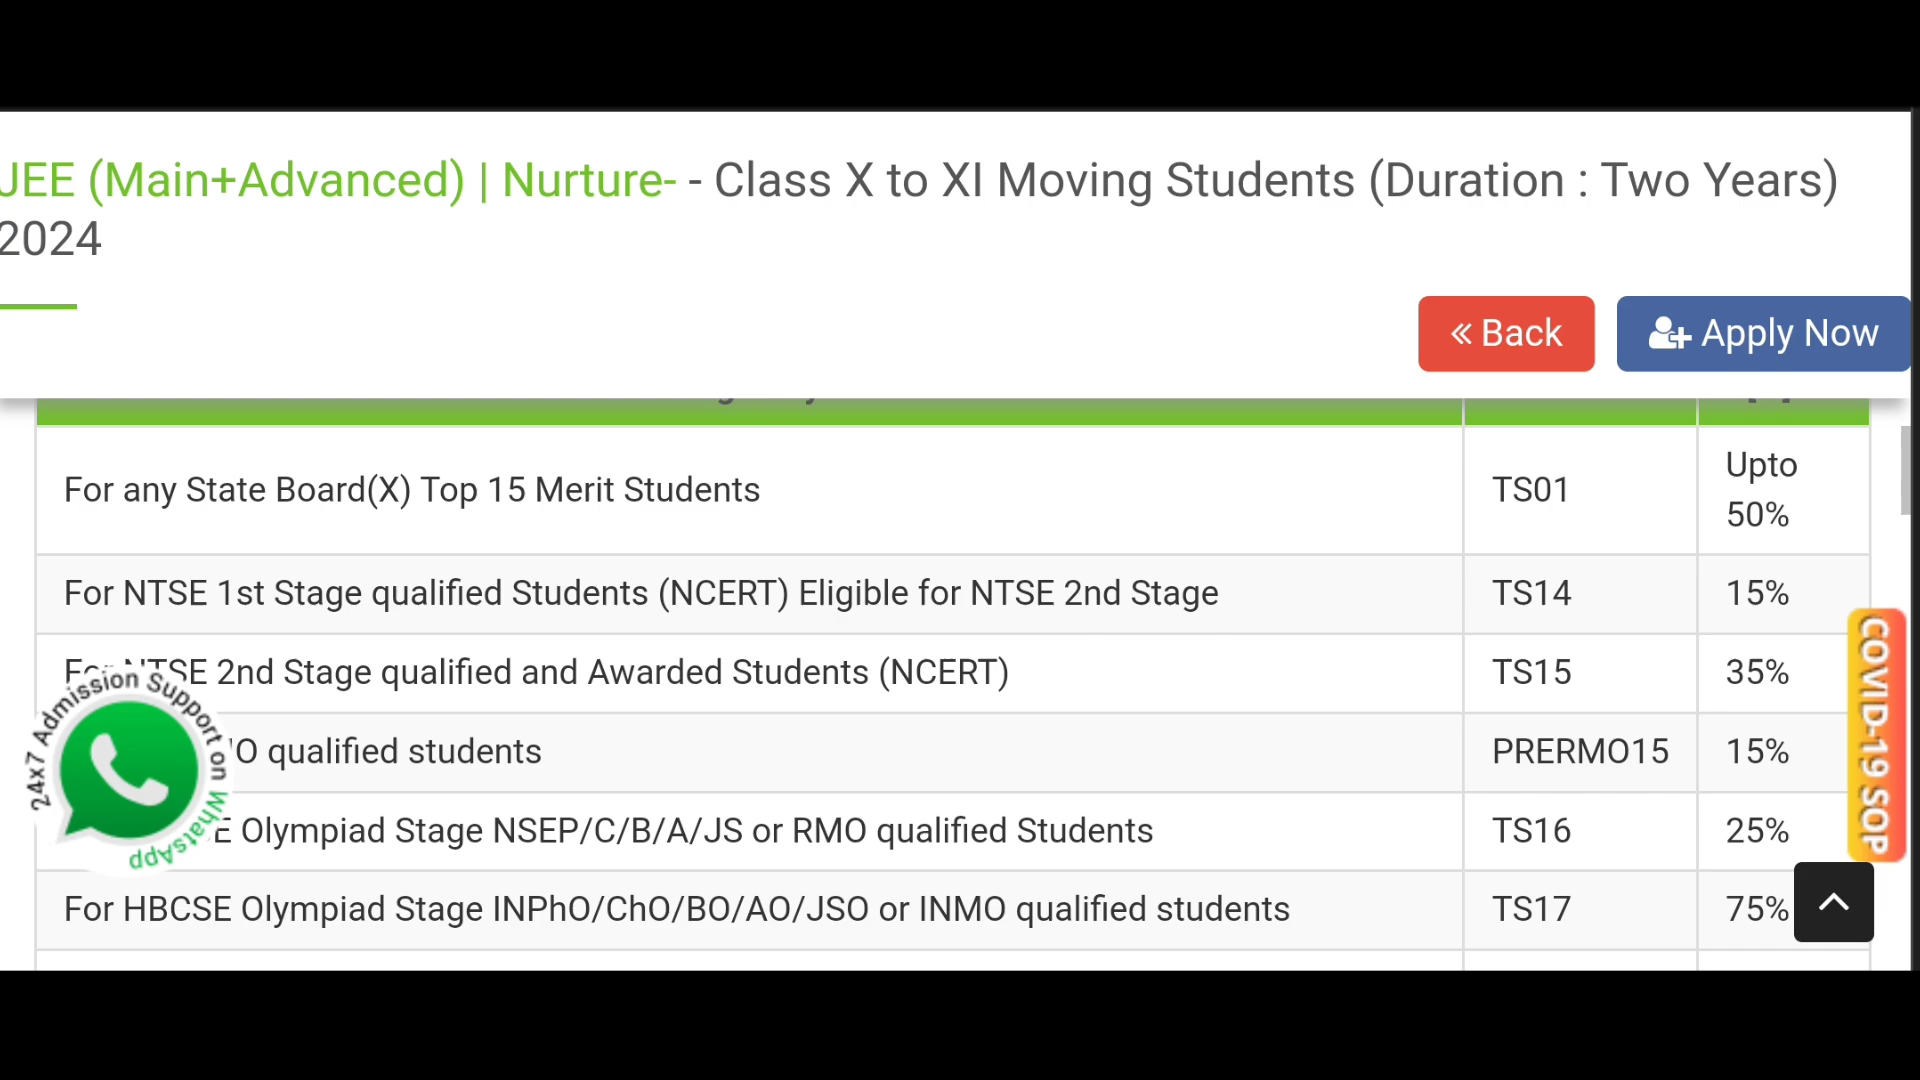 JEE (Main+Advanced) | Nurture- - Class X to XI Moving Students (Duration : Two Years)
2024
Back
Apply Now
For any State Board(X) Top 15 Merit Students TS01 Upto 50%
For NTSE 1st Stage qualified Students (NCERT) Eligible for NTSE 2nd Stage TS14 15%
For NTSE 2nd Stage qualified and Awarded Students (NCERT) TS15 35%
qualified students PRERMO15 15%
Olympiad Stage NSEP/C/B/A/JS or RMO qualified Students TS16 25%
For HBCSE Olympiad Stage INPhO/ChO/BO/AO/JSO or INMO qualified students TS17 75%
24x7 Admission Support on WhatsApp
COVID-19 SOP